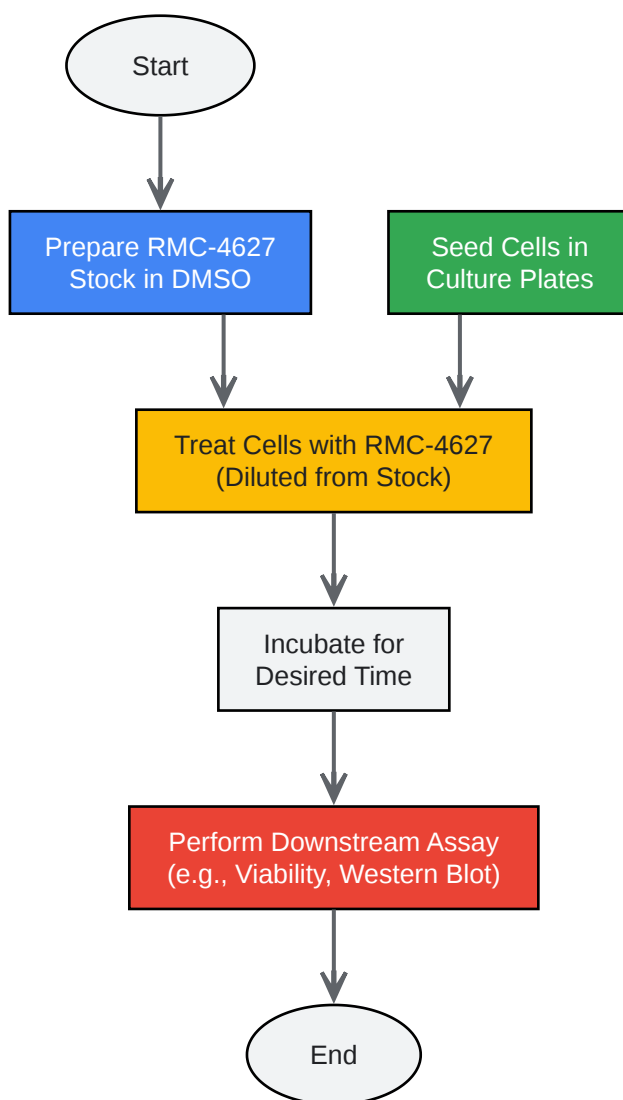 Start
Prepare RMC-4627
Stock in DMSO
Seed Cells in
Culture Plates
Treat Cells with RMC-4627
(Diluted from Stock)
Incubate for
Desired Time
Perform Downstream Assay
(e.g., Viability, Western Blot)
End